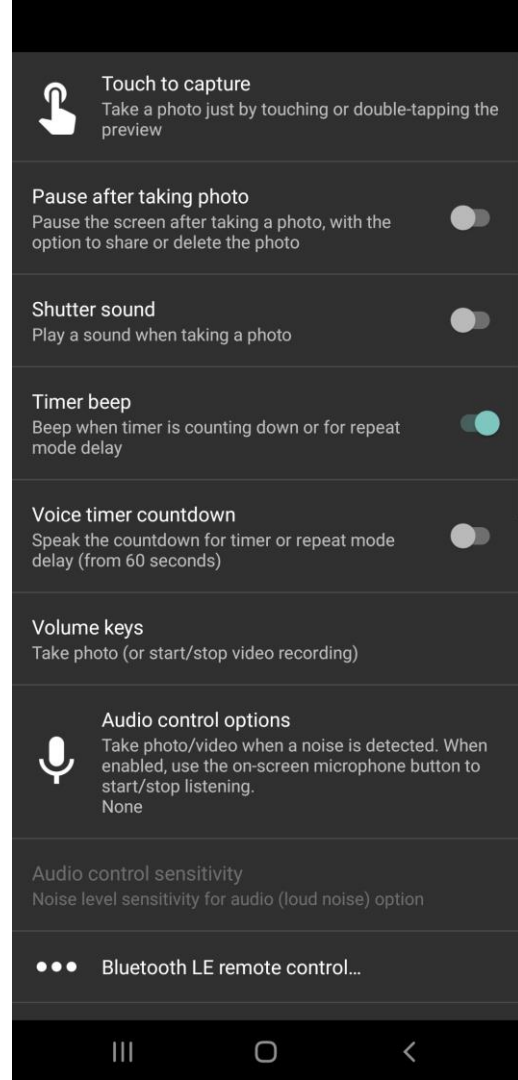 Touch to capture
Take a photo just by touching or double-tapping the
preview
Pause after taking photo
Pause the screen after taking a photo, with the
option to share or delete the photo
Shutter sound
Play a sound when taking a photo
Timer beep
Beep when timer is counting down or for repeat
mode delay
Voice timer countdown
Speak the countdown for timer or repeat mode
delay (from 60 seconds)
Volume keys
Take photo (or start/stop video recording)
Audio control options
Take photo/video when a noise is detected. When
enabled, use the on-screen microphone button to
start/stop listening.
None
Audio control sensitivity
Noise level sensitivity for audio (loud noise) option
Bluetooth LE remote control…